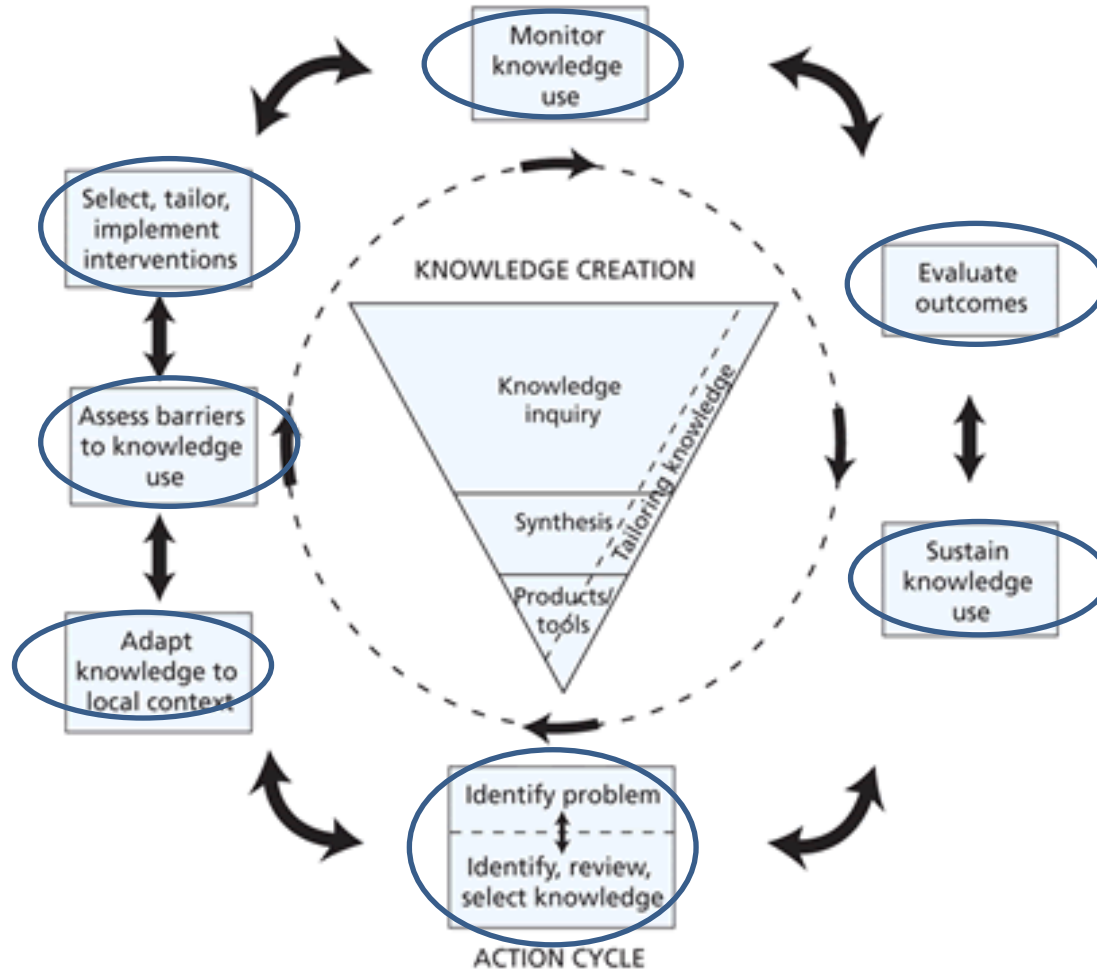 Monitor
knowledge
use
Select, tailor,
implement
interventions
KNOWLEDGE CREATION
Evaluate
outcomes
Knowledge
inquiry
Tailoring knowledge
Assess barriers
to knowledge
use
Synthesis
Sustain
knowledge
use
Products/
tools
Adapt
knowledge to
local context
Identify problem
Identify, review,
select knowledge
ACTION CYCLE